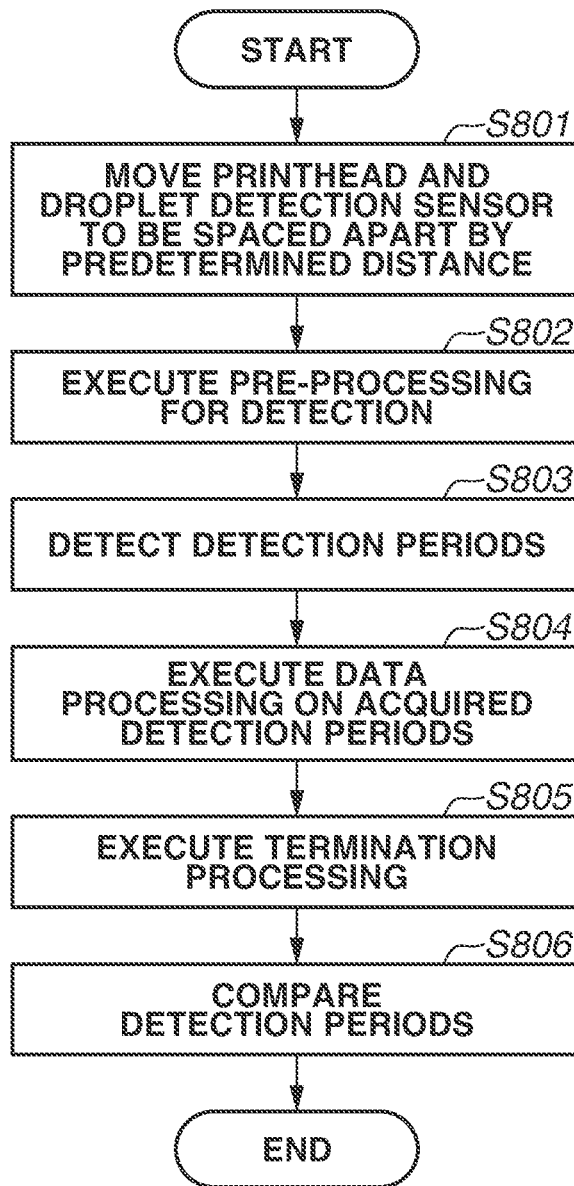 START
S801
MOVE PRINTHEAD AND
DROPLET DETECTION SENSOR
TO BE SPACED APART BY
PREDETERMINED DISTANCE
S802
EXECUTE PRE-PROCESSING
FOR DETECTION
S803
DETECT DETECTION PERIODS
S804
EXECUTE DATA
PROCESSING ON ACQUIRED
DETECTION PERIODS
S805
EXECUTE TERMINATION
PROCESSING
S806
COMPARE
DETECTION PERIODS
END